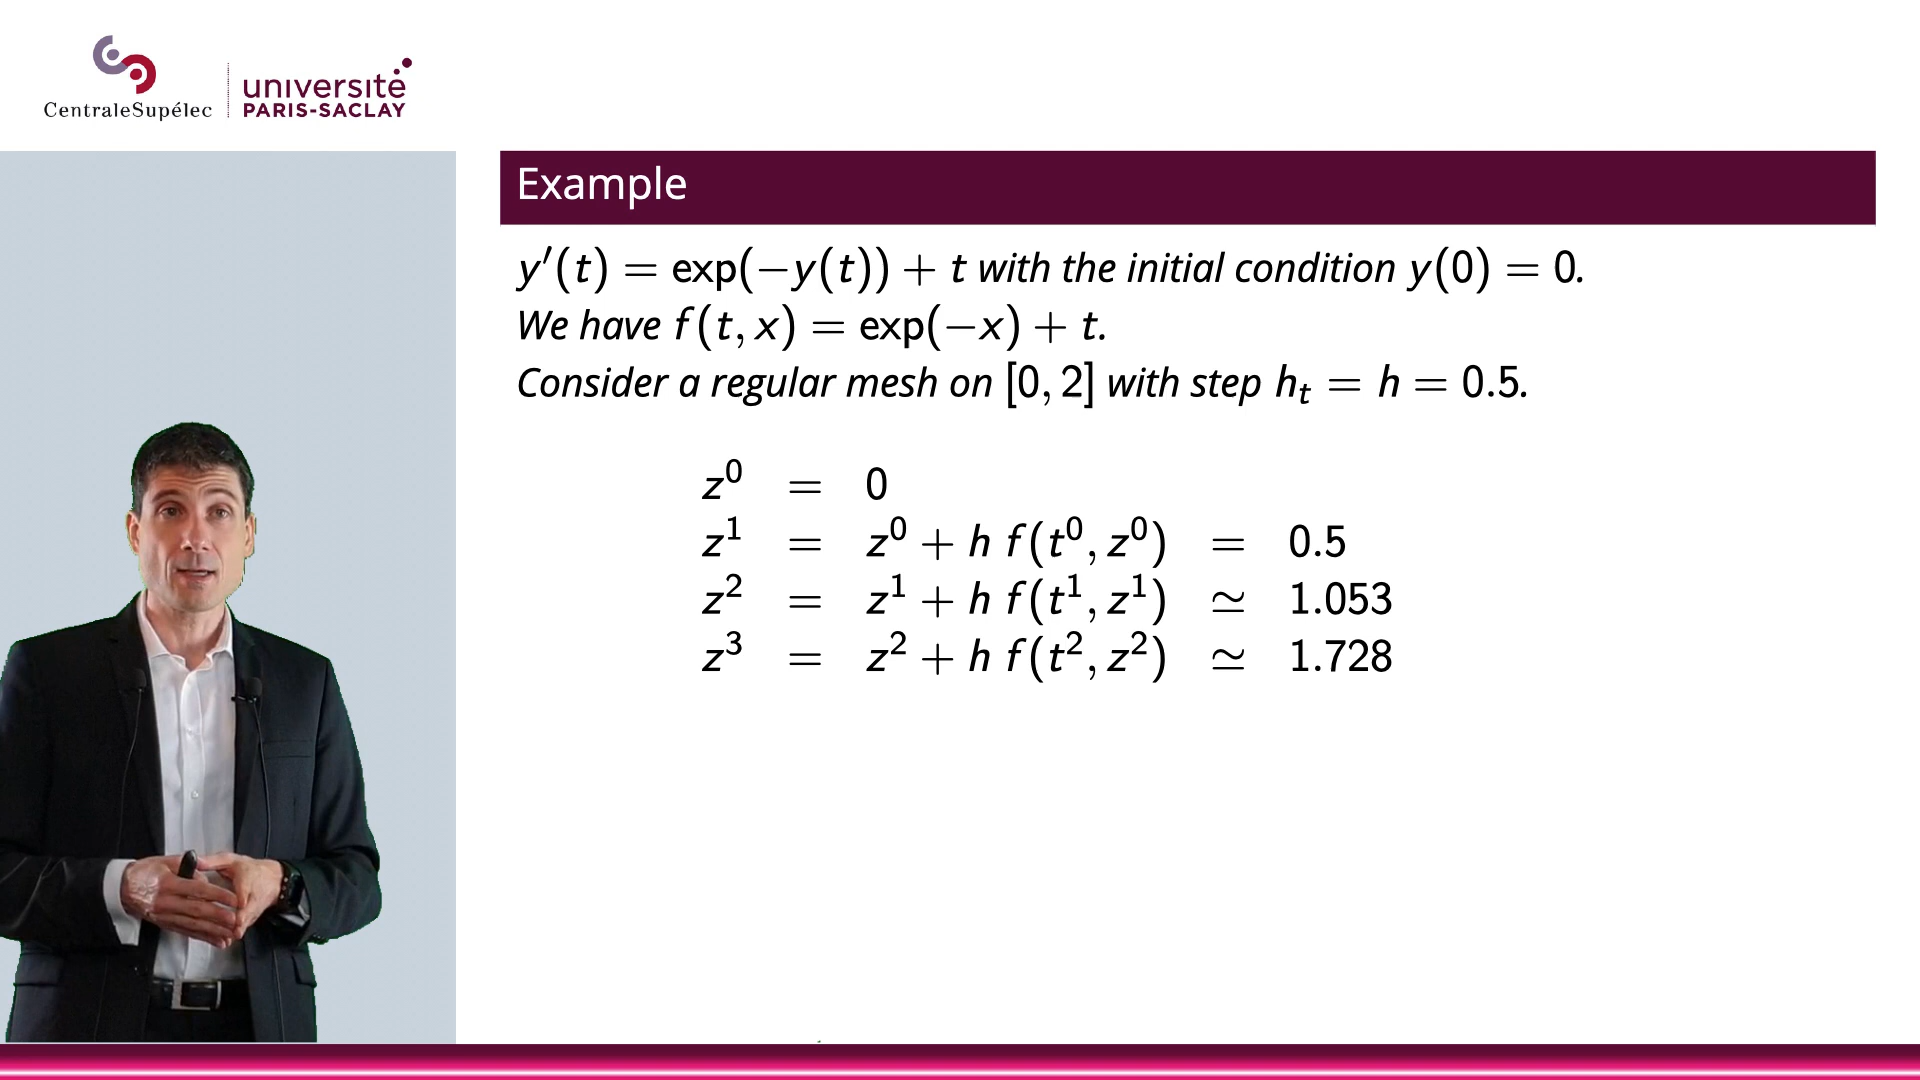 CentraleSupélec
université
PARIS-SACLAY
Example
y′(t) = exp(−y(t)) + t with the initial condition y(0) = 0.
We have f(t, x) = exp(−x) + t.
Consider a regular mesh on [0, 2] with step hₜ = h = 0.5.
z⁰ = 0
z¹ = z⁰ + h f(t⁰, z⁰) = 0.5
z² = z¹ + h f(t¹, z¹) ≃ 1.053
z³ = z² + h f(t², z²) ≃ 1.728